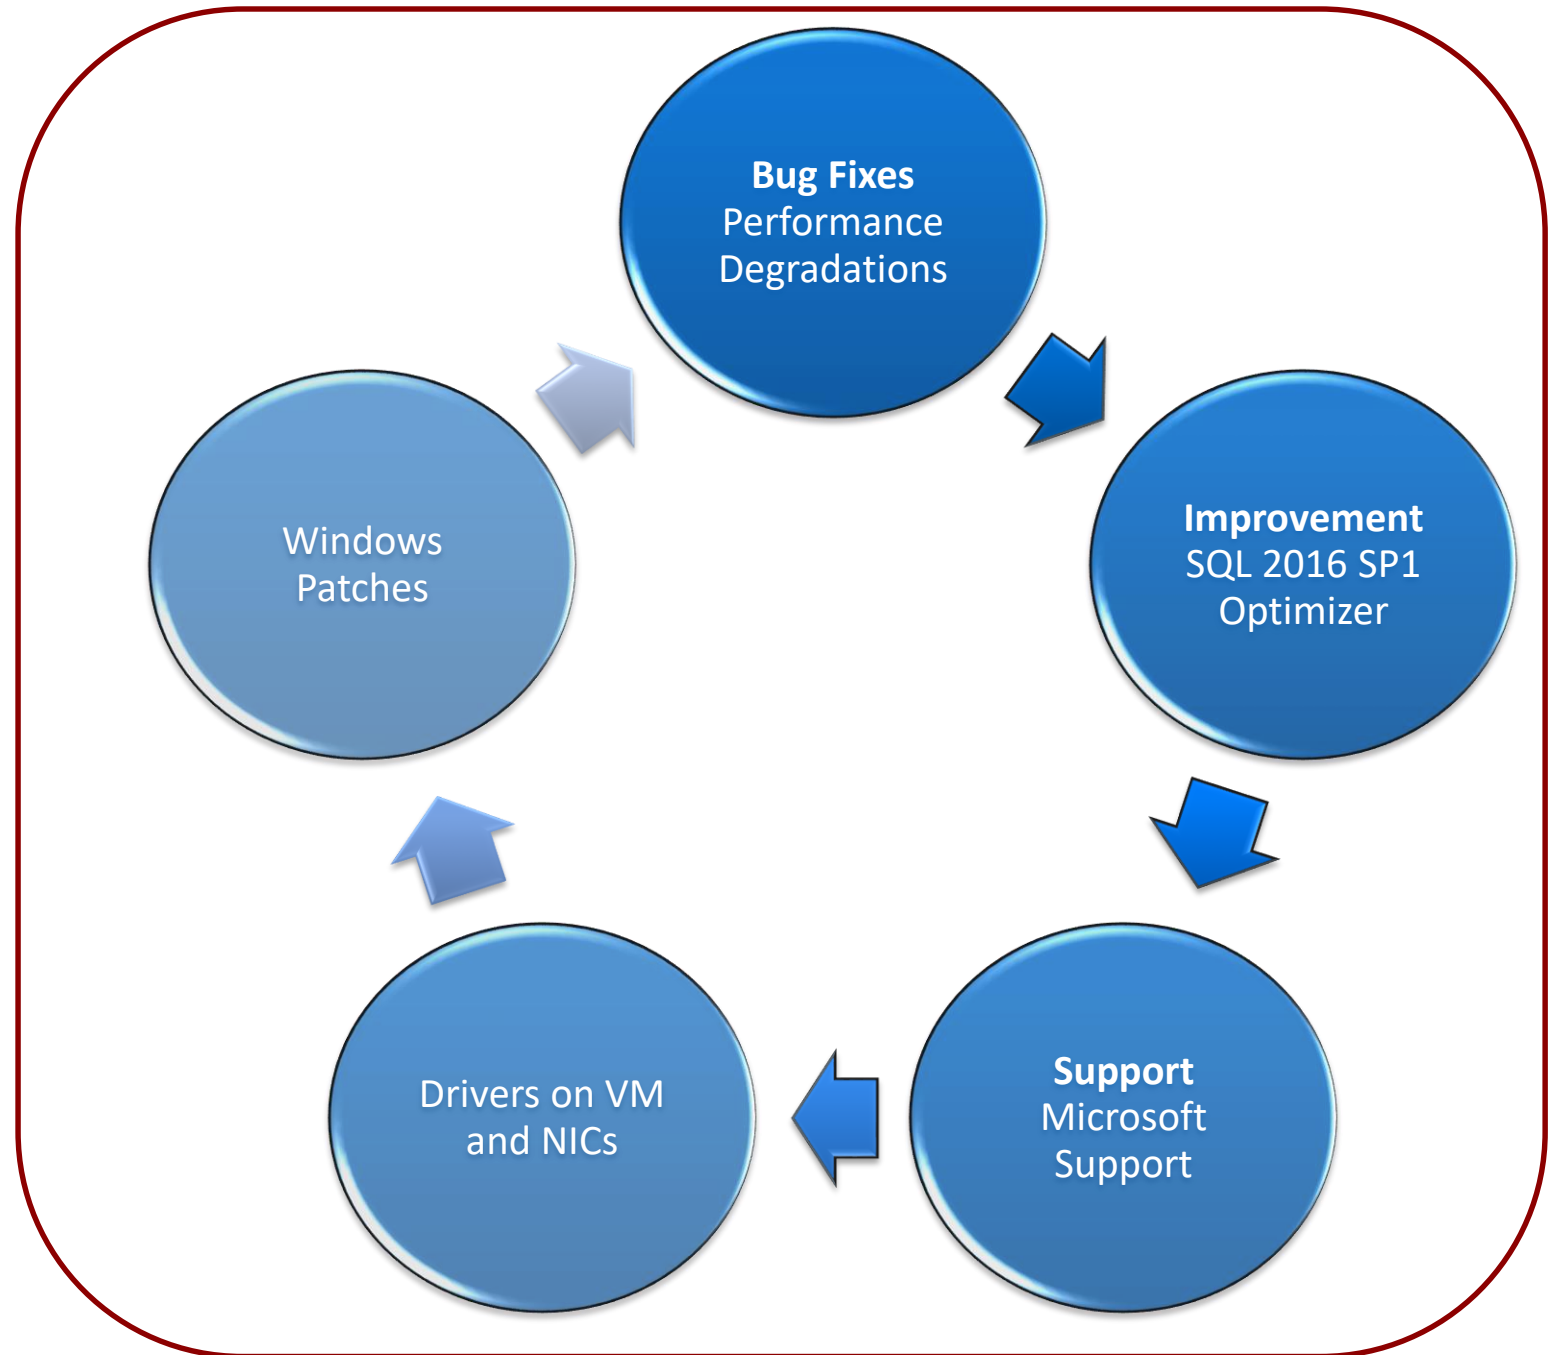 Bug Fixes
Performance
Degradations
Improvement
SQL 2016 SP1
Optimizer
Support
Microsoft
Support
Drivers on VM
and NICs
Windows
Patches